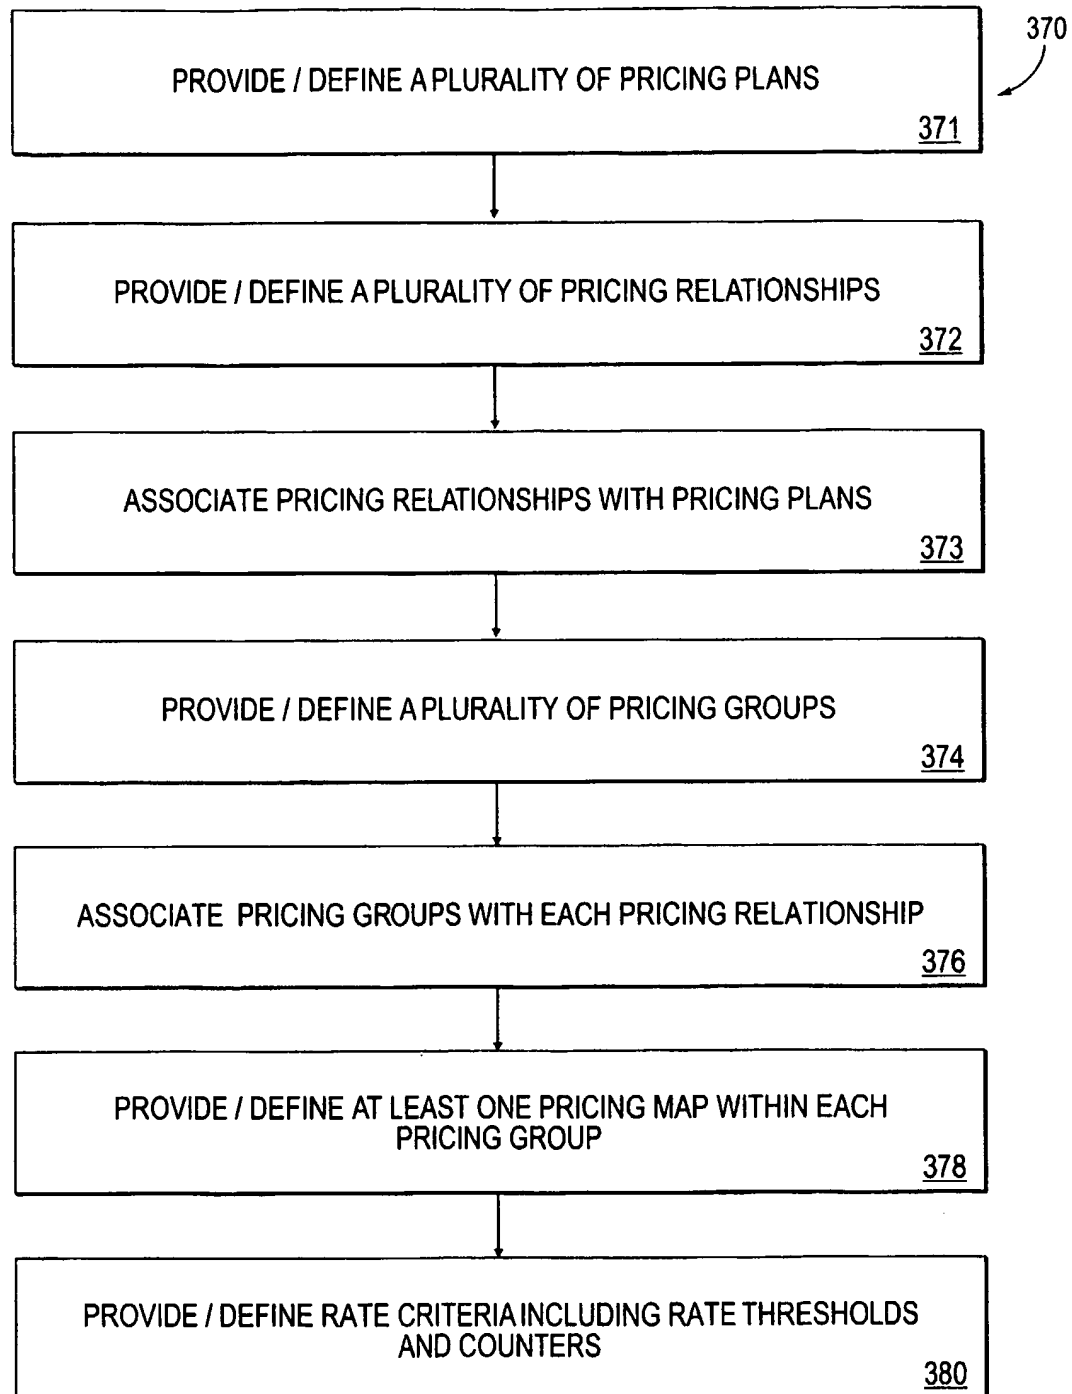 370
PROVIDE / DEFINE A PLURALITY OF PRICING PLANS
371
PROVIDE / DEFINE A PLURALITY OF PRICING RELATIONSHIPS
372
ASSOCIATE PRICING RELATIONSHIPS WITH PRICING PLANS
373
PROVIDE / DEFINE A PLURALITY OF PRICING GROUPS
374
ASSOCIATE PRICING GROUPS WITH EACH PRICING RELATIONSHIP
376
PROVIDE / DEFINE AT LEAST ONE PRICING MAP WITHIN EACH
PRICING GROUP
378
PROVIDE / DEFINE RATE CRITERIA INCLUDING RATE THRESHOLDS
AND COUNTERS
380